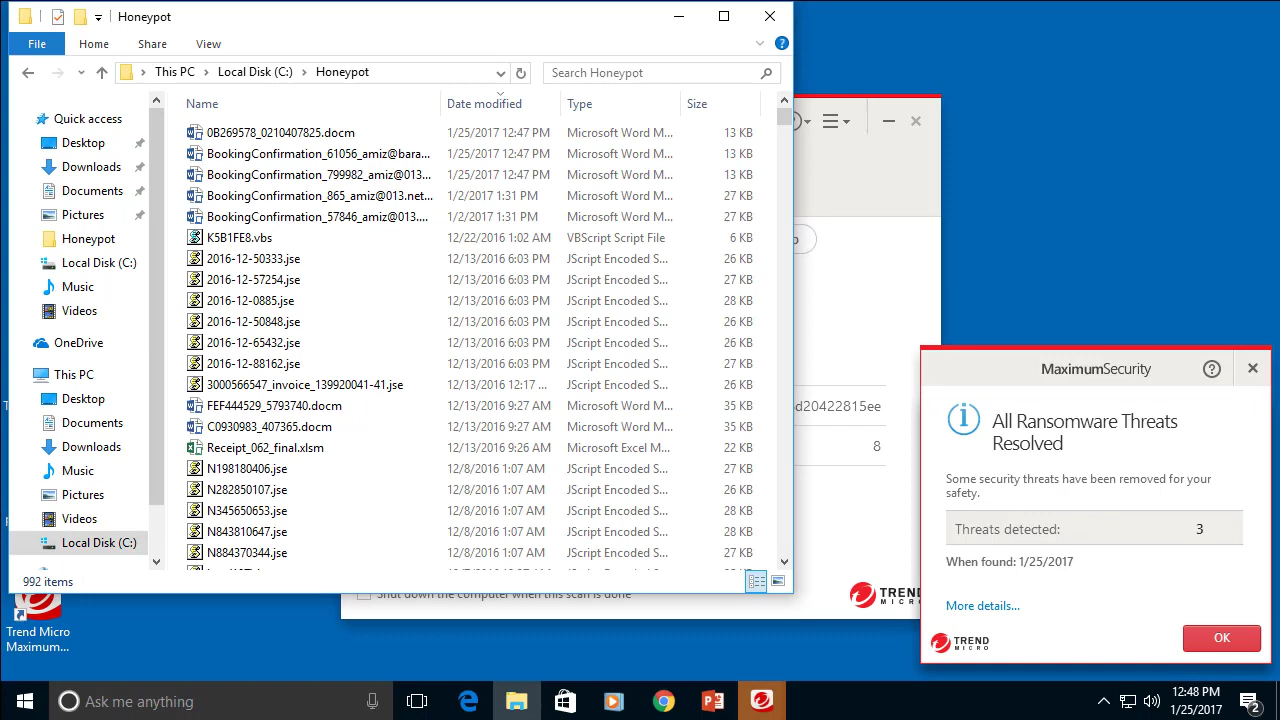 Honeypot
File Home Share View
This PC Local Disk (C:) Honeypot
Search Honeypot
Quick access
Desktop
Downloads
Documents
Pictures
Honeypot
Local Disk (C:)
Music
Videos
OneDrive
This PC
Desktop
Documents
Downloads
Music
Pictures
Videos
Local Disk (C:)
Name Date modified Type Size
0B269578_0210407825.docm 1/25/2017 12:47 PM Microsoft Word M... 13 KB
BookingConfirmation_61056_amiz@bara... 1/25/2017 12:47 PM Microsoft Word M... 13 KB
BookingConfirmation_799982_amiz@013... 1/25/2017 12:47 PM Microsoft Word M... 13 KB
BookingConfirmation_865_amiz@013.net... 1/2/2017 1:31 PM Microsoft Word M... 27 KB
BookingConfirmation_57846_amiz@013.... 1/2/2017 1:31 PM Microsoft Word M... 27 KB
K5B1FE8.vbs 12/22/2016 1:02 AM VBScript Script File 6 KB
2016-12-50333.jse 12/13/2016 6:03 PM JScript Encoded S... 26 KB
2016-12-57254.jse 12/13/2016 6:03 PM JScript Encoded S... 27 KB
2016-12-0885.jse 12/13/2016 6:03 PM JScript Encoded S... 28 KB
2016-12-50848.jse 12/13/2016 6:03 PM JScript Encoded S... 26 KB
2016-12-65432.jse 12/13/2016 6:03 PM JScript Encoded S... 26 KB
2016-12-88162.jse 12/13/2016 6:03 PM JScript Encoded S... 27 KB
3000566547_invoice_139920041-41.jse 12/13/2016 12:17 ... JScript Encoded S... 26 KB
FEF444529_5793740.docm 12/13/2016 9:27 AM Microsoft Word M... 35 KB
C0930983_407365.docm 12/13/2016 9:27 AM Microsoft Word M... 35 KB
Receipt_062_final.xlsm 12/13/2016 9:26 AM Microsoft Excel M... 22 KB
N198180406.jse 12/8/2016 1:07 AM JScript Encoded S... 27 KB
N282850107.jse 12/8/2016 1:07 AM JScript Encoded S... 26 KB
N345650653.jse 12/8/2016 1:07 AM JScript Encoded S... 28 KB
N843810647.jse 12/8/2016 1:07 AM JScript Encoded S... 28 KB
N884370344.jse 12/8/2016 1:07 AM JScript Encoded S... 27 KB
992 items
d20422815ee
8
Shut down the computer when this scan is done
TREND
MICRO
MaximumSecurity
All Ransomware Threats
Resolved
Some security threats have been removed for your
safety.
Threats detected: 3
When found: 1/25/2017
More details...
OK
TREND
MICRO
Trend Micro
Maximum...
Ask me anything
12:48 PM
1/25/2017
2